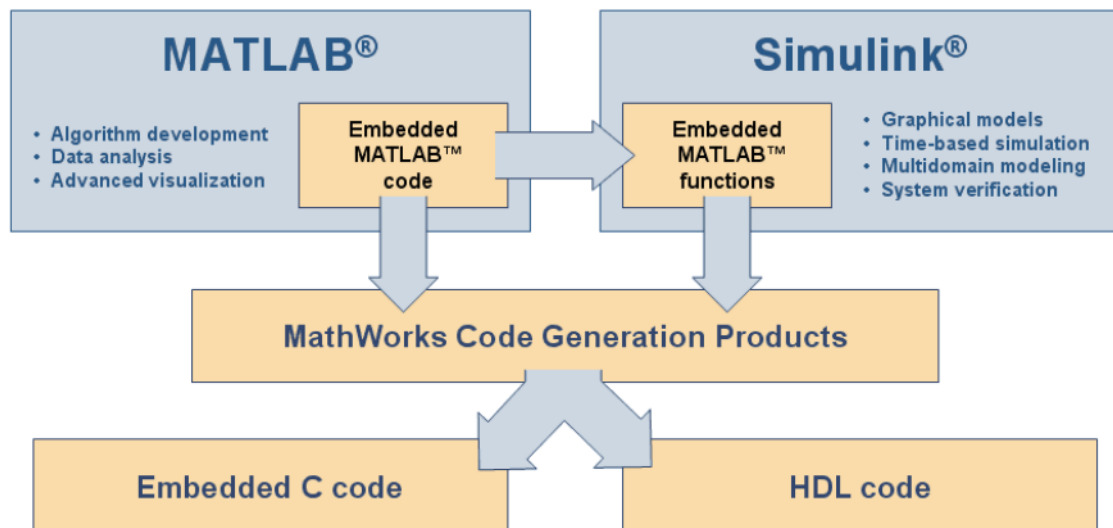 MATLAB®
• Algorithm development
• Data analysis
• Advanced visualization
Embedded
MATLAB™
code
Simulink®
Embedded
MATLAB™
functions
• Graphical models
• Time-based simulation
• Multidomain modeling
• System verification
MathWorks Code Generation Products
Embedded C code
HDL code